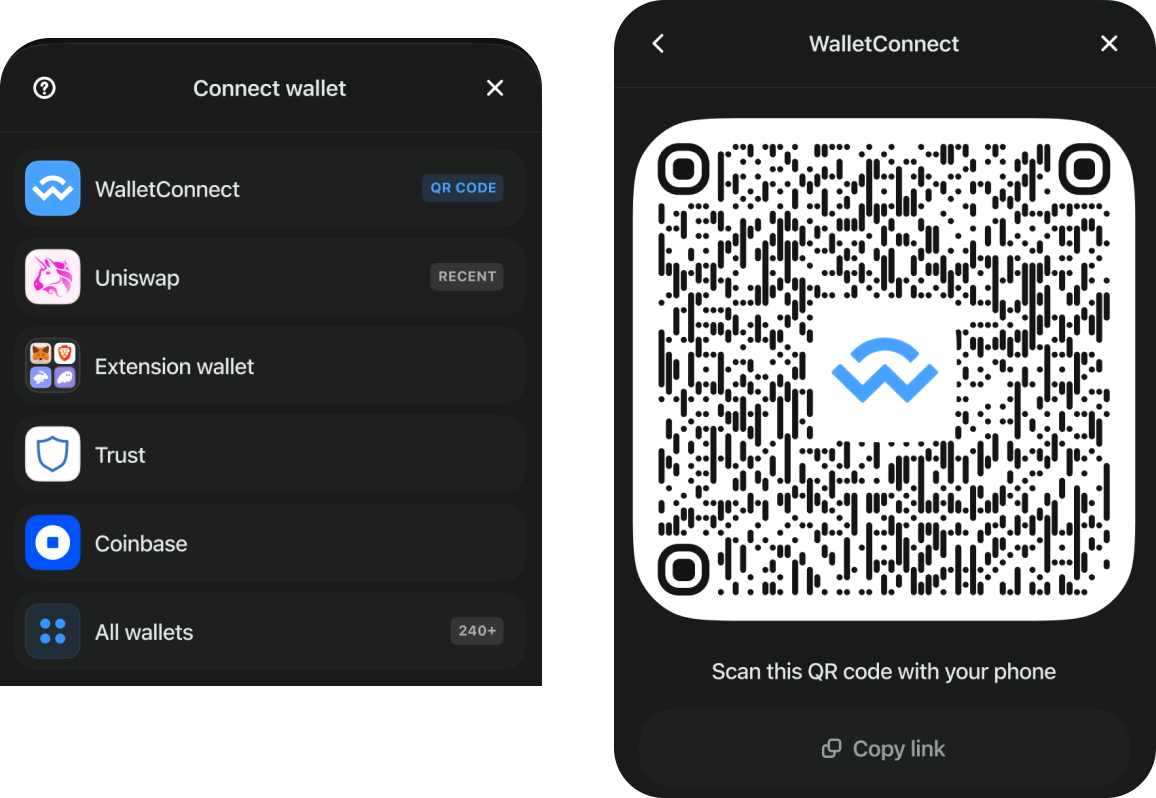 Connect wallet
WalletConnect
QR CODE
Uniswap
RECENT
Extension wallet
Trust
Coinbase
All wallets
240+
WalletConnect
Scan this QR code with your phone
Copy link